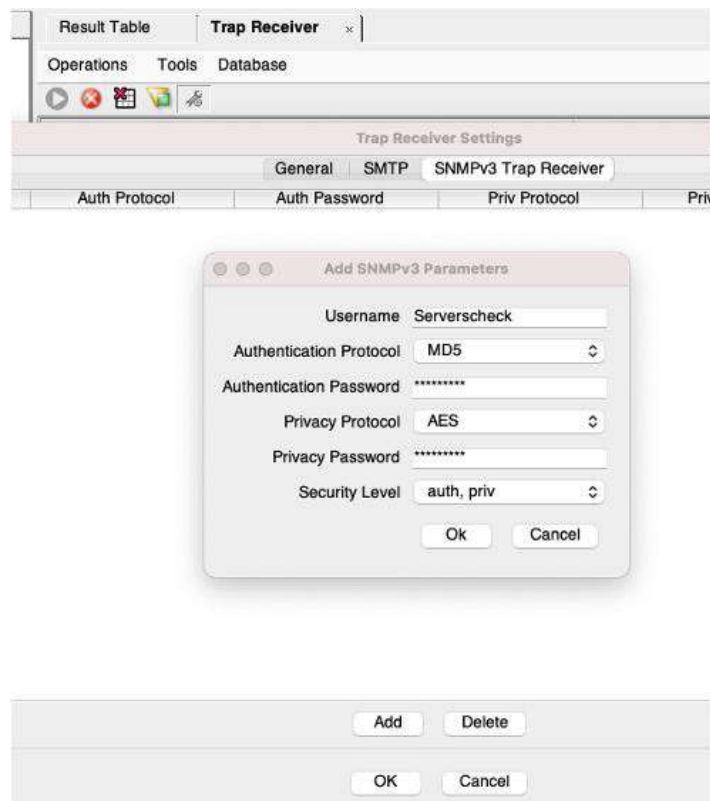 Result Table Trap Receiver ×
Operations Tools Database
Trap Receiver Settings
General SMTP SNMPv3 Trap Receiver
Auth Protocol Auth Password Priv Protocol Priv
Add SNMPv3 Parameters
Username Serverscheck
Authentication Protocol MD5
Authentication Password *********
Privacy Protocol AES
Privacy Password *********
Security Level auth, priv
Ok Cancel
Add Delete
OK Cancel